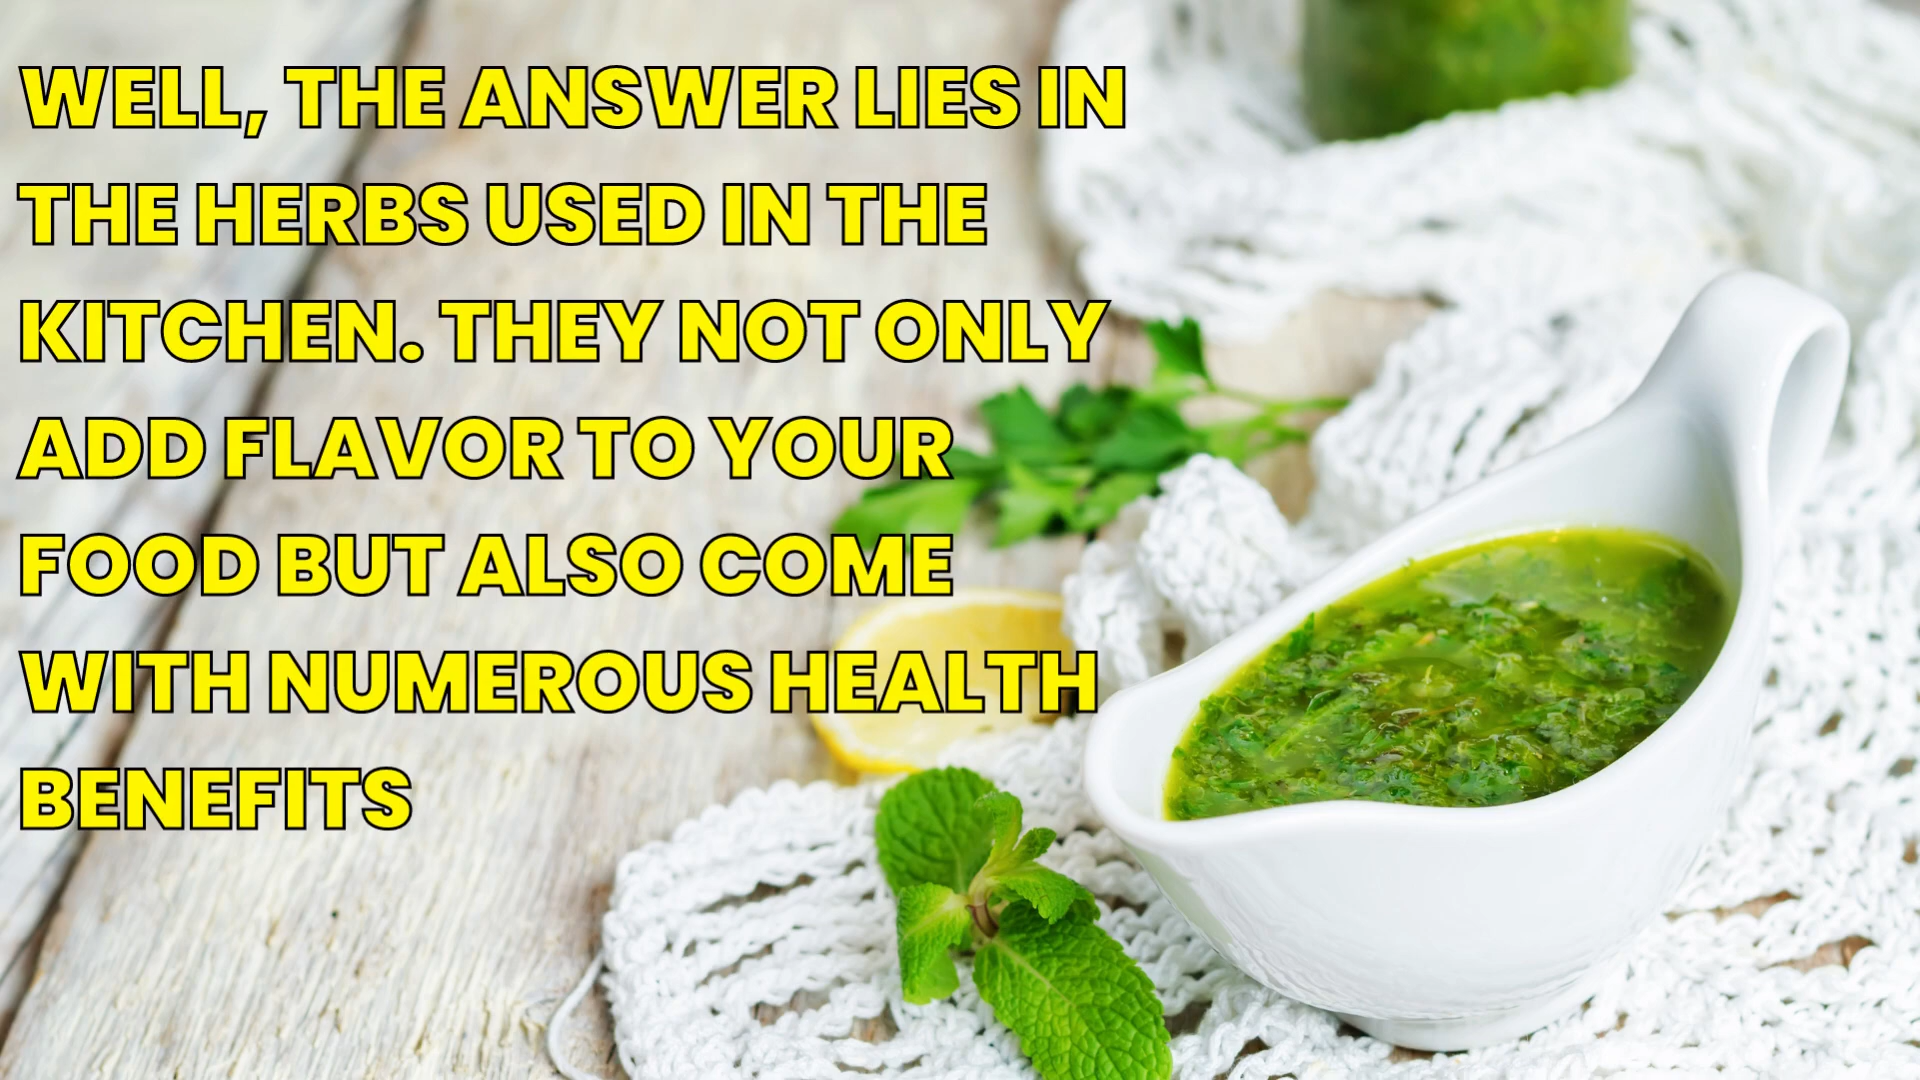 WELL, THE ANSWER LIES IN
THE HERBS USED IN THE
KITCHEN. THEY NOT ONLY
ADD FLAVOR TO YOUR
FOOD BUT ALSO COME
WITH NUMEROUS HEALTH
BENEFITS